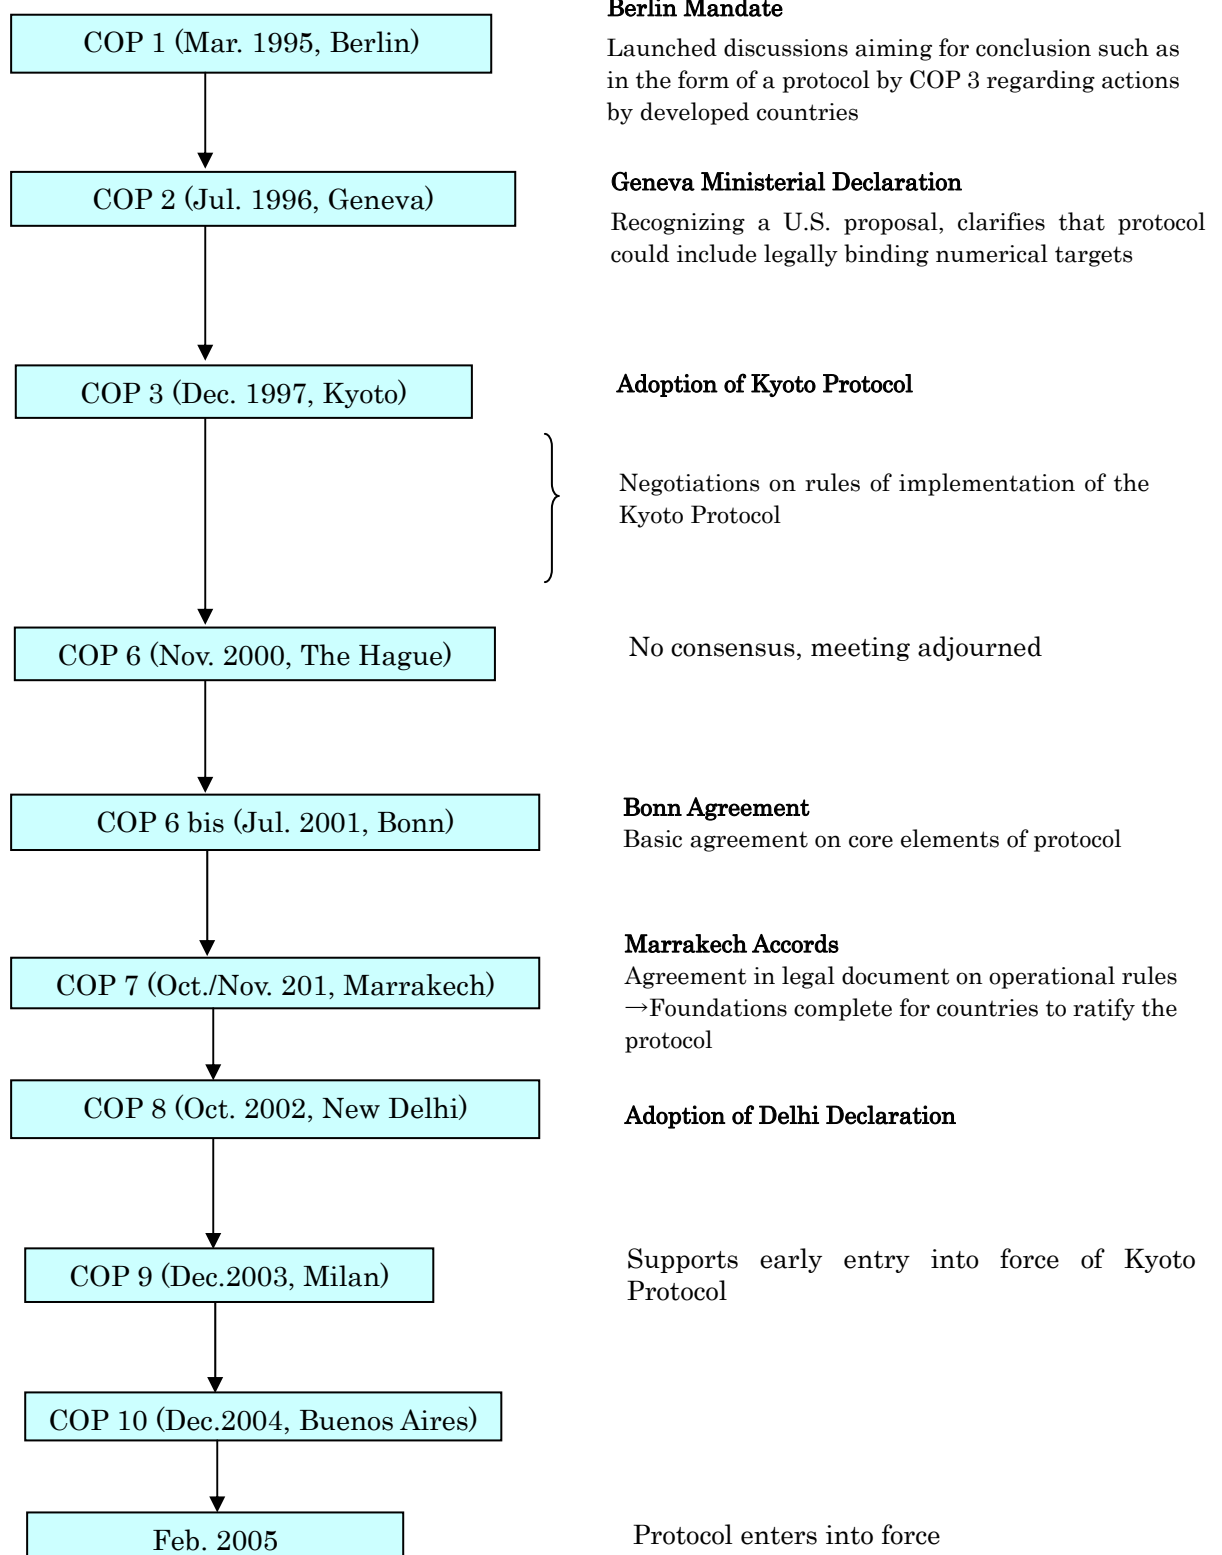 Berlin Mandate
COP 1 (Mar. 1995, Berlin)
Launched discussions aiming for conclusion such as
in the form of a protocol by COP 3 regarding actions
by developed countries
COP 2 (Jul. 1996, Geneva)
Geneva Ministerial Declaration
Recognizing a U.S. proposal, clarifies that protocol
could include legally binding numerical targets
COP 3 (Dec. 1997, Kyoto)
Adoption of Kyoto Protocol
Negotiations on rules of implementation of the
Kyoto Protocol
COP 6 (Nov. 2000, The Hague)
No consensus, meeting adjourned
COP 6 bis (Jul. 2001, Bonn)
Bonn Agreement
Basic agreement on core elements of protocol
COP 7 (Oct./Nov. 201, Marrakech)
Marrakech Accords
Agreement in legal document on operational rules
→Foundations complete for countries to ratify the
protocol
COP 8 (Oct. 2002, New Delhi)
Adoption of Delhi Declaration
COP 9 (Dec.2003, Milan)
Supports early entry into force of Kyoto
Protocol
COP 10 (Dec.2004, Buenos Aires)
Feb. 2005
Protocol enters into force